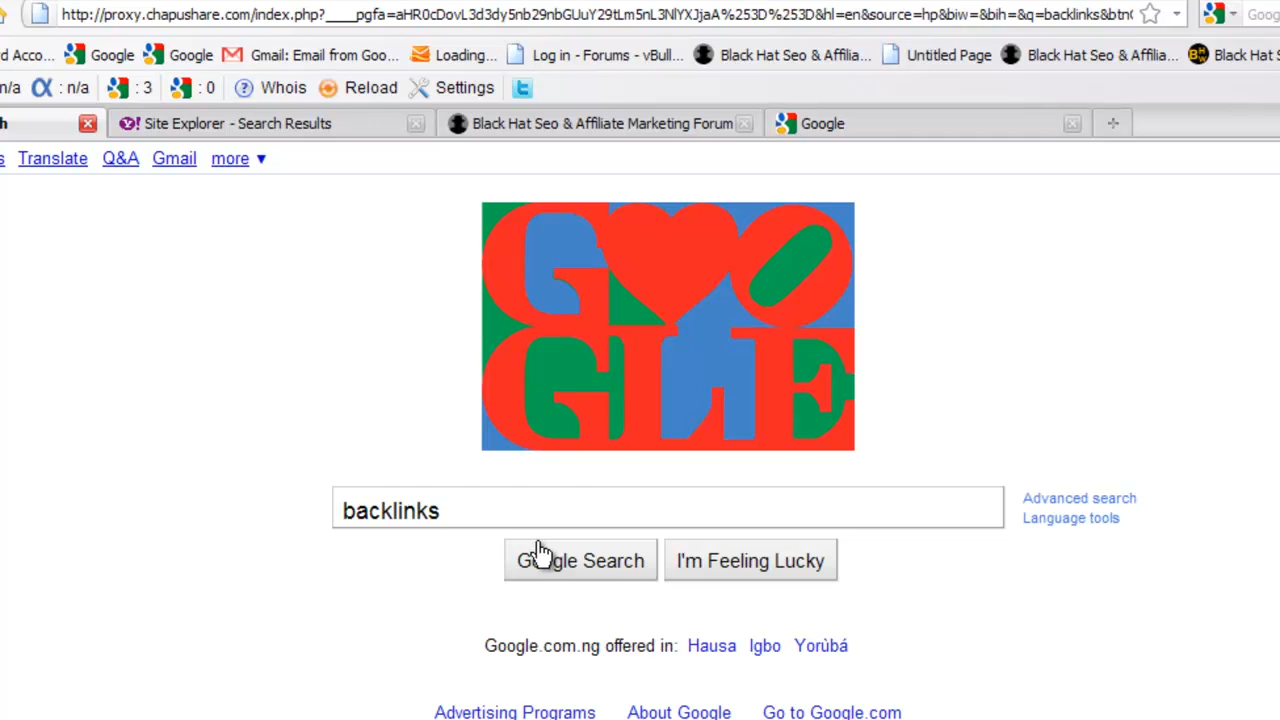 http://proxy.chapushare.com/index.php?____pgfa=aHR0cDovL3d3dy5nb29nbGUuY29tLm5nL3NlYXJjaA%253D%253D&hl=en&source=hp&biw=&bih=&q=backlinks&btnG Goog
rd Acco... Google Google Gmail: Email from Goo... Loading... Log in - Forums - vBull... Black Hat Seo & Affilia... Untitled Page Black Hat Seo & Affilia... Black Hat S
n/a α : n/a : 3 : 0 Whois Reload Settings
h Site Explorer - Search Results Black Hat Seo & Affiliate Marketing Forum Google
s Translate Q&A Gmail more ▼
G O
GLE
backlinks
Advanced search
Language tools
Google Search I'm Feeling Lucky
Google.com.ng offered in: Hausa Igbo Yorùbá
Advertising Programs About Google Go to Google.com